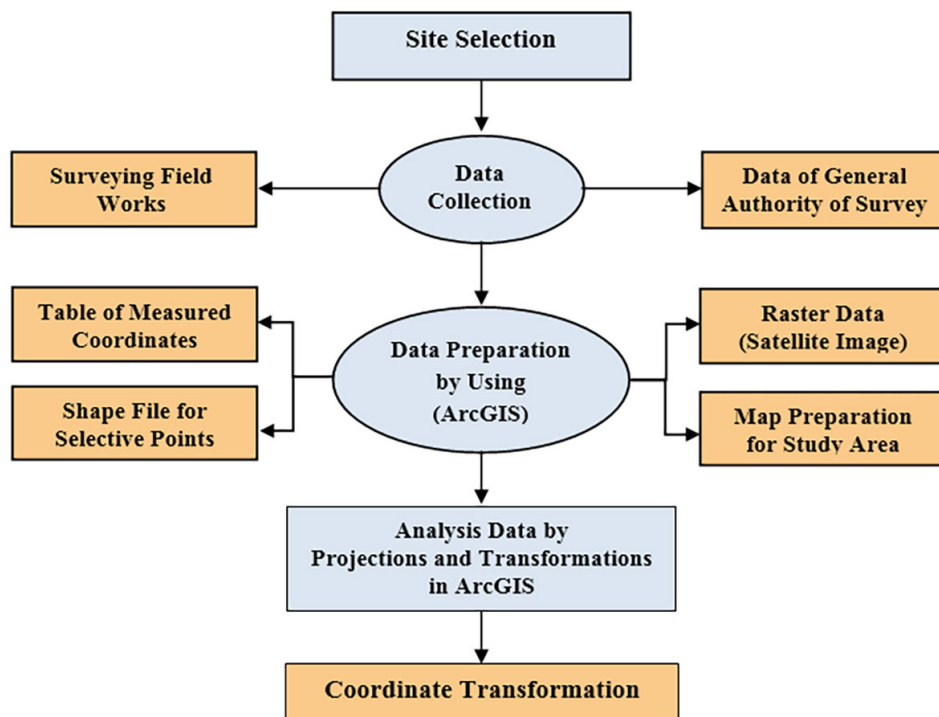 Site Selection
Surveying Field
Works
Data
Collection
Data of General
Authority of Survey
Table of Measured
Coordinates
Shape File for
Selective Points
Data Preparation
by Using
(ArcGIS)
Raster Data
(Satellite Image)
Map Preparation
for Study Area
Analysis Data by
Projections and Transformations
in ArcGIS
Coordinate Transformation